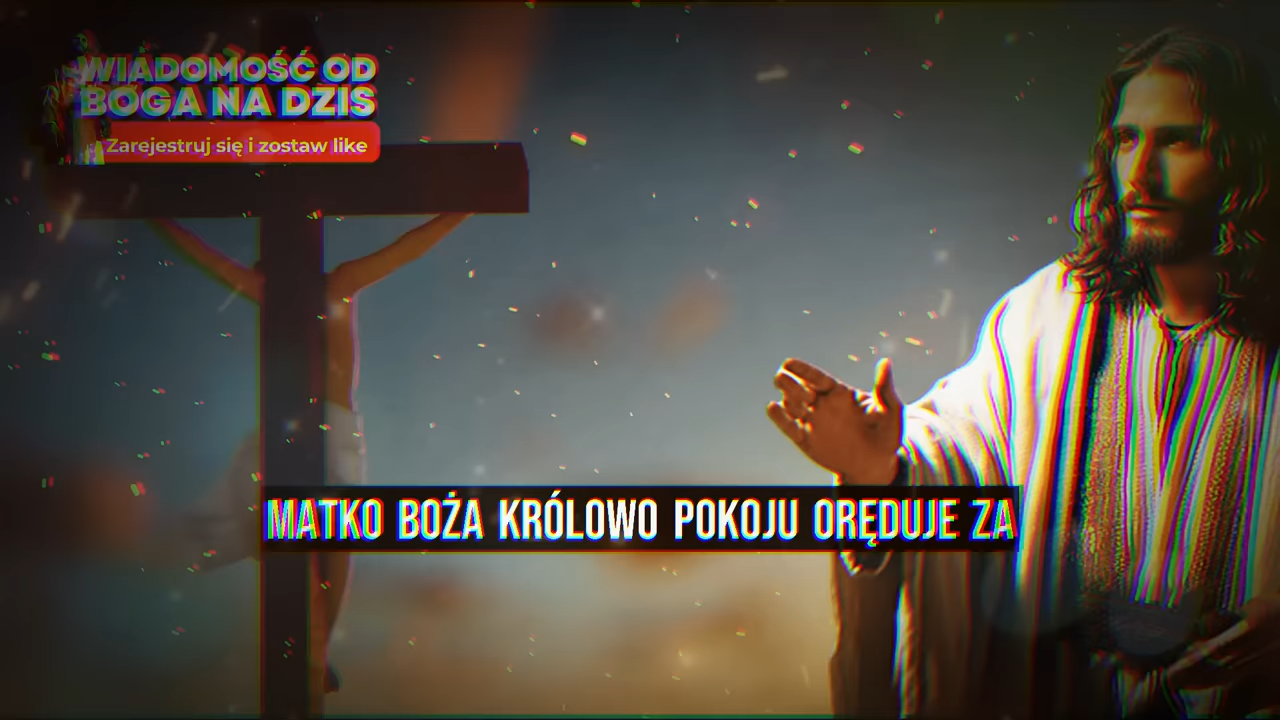 WIADOMOŚĆ OD
BOGA NA DZIS
Zarejestruj się i zostaw like
MATKO BOŻA KRÓLOWO POKOJU ORĘDUJE ZA